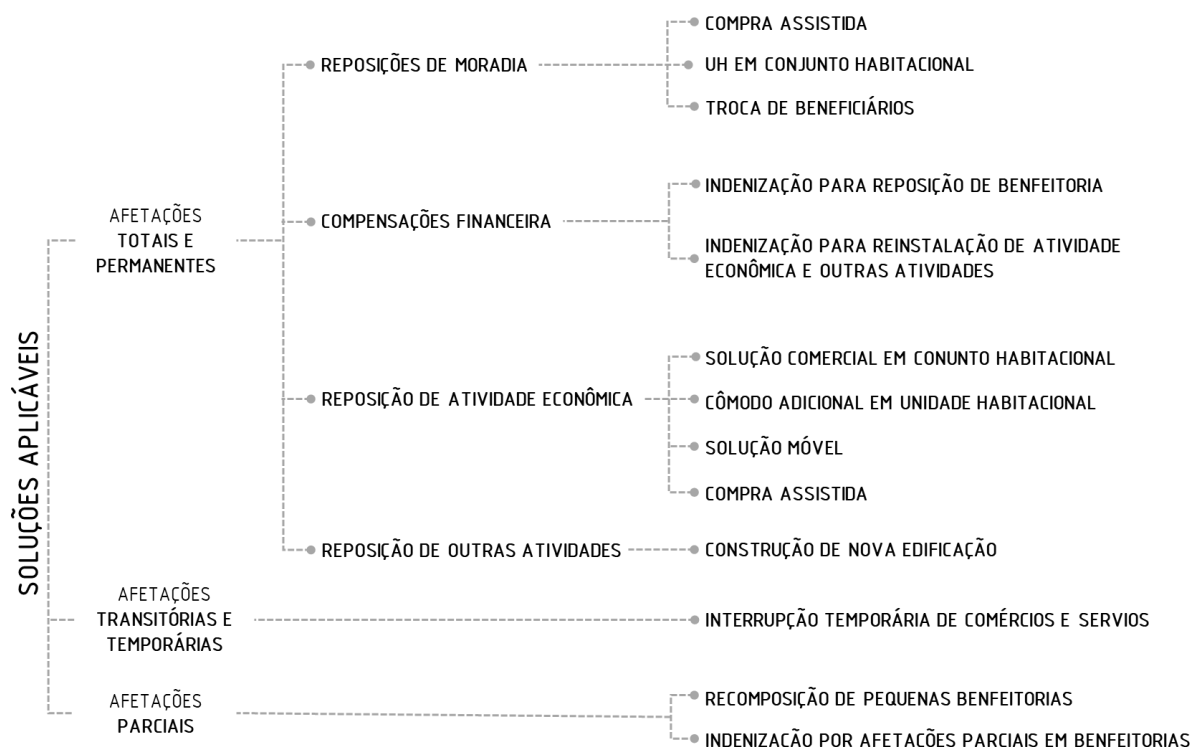 SOLUÇÕES APLICÁVEIS
AFETAÇÕES
TOTAIS E
PERMANENTES
REPOSIÇÕES DE MORADIA
COMPRA ASSISTIDA
UH EM CONJUNTO HABITACIONAL
TROCA DE BENEFICIÁRIOS
COMPENSAÇÕES FINANCEIRA
INDENIZAÇÃO PARA REPOSIÇÃO DE BENFEITORIA
INDENIZAÇÃO PARA REINSTALAÇÃO DE ATIVIDADE
ECONÔMICA E OUTRAS ATIVIDADES
REPOSIÇÃO DE ATIVIDADE ECONÔMICA
SOLUÇÃO COMERCIAL EM CONUNTO HABITACIONAL
CÔMODO ADICIONAL EM UNIDADE HABITACIONAL
SOLUÇÃO MÓVEL
COMPRA ASSISTIDA
REPOSIÇÃO DE OUTRAS ATIVIDADES
CONSTRUÇÃO DE NOVA EDIFICAÇÃO
AFETAÇÕES
TRANSITÓRIAS E
TEMPORÁRIAS
INTERRUPÇÃO TEMPORÁRIA DE COMÉRCIOS E SERVIOS
AFETAÇÕES
PARCIAIS
RECOMPOSIÇÃO DE PEQUENAS BENFEITORIAS
INDENIZAÇÃO POR AFETAÇÕES PARCIAIS EM BENFEITORIAS